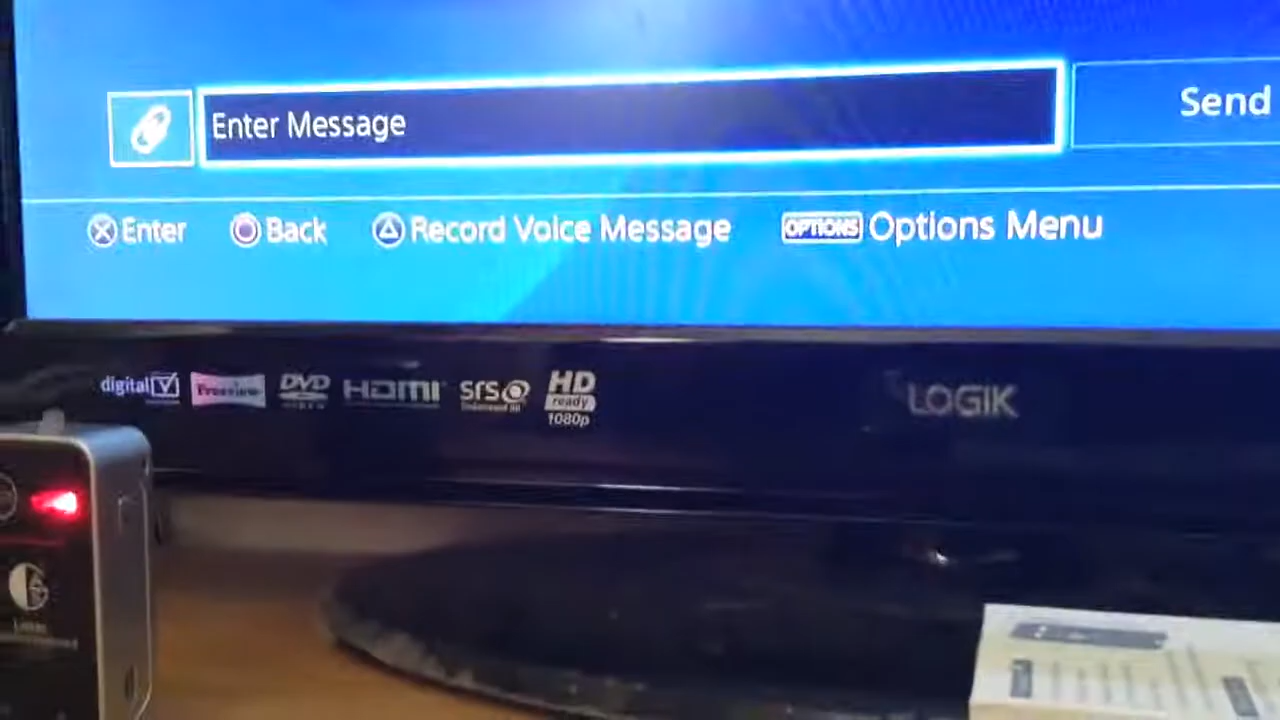 Enter Message
Send
Enter
Back
Record Voice Message
OPTIONS Options Menu
digital
Freeview
DVD
HDMI
SRS
HD
ready
1080p
LOGIK